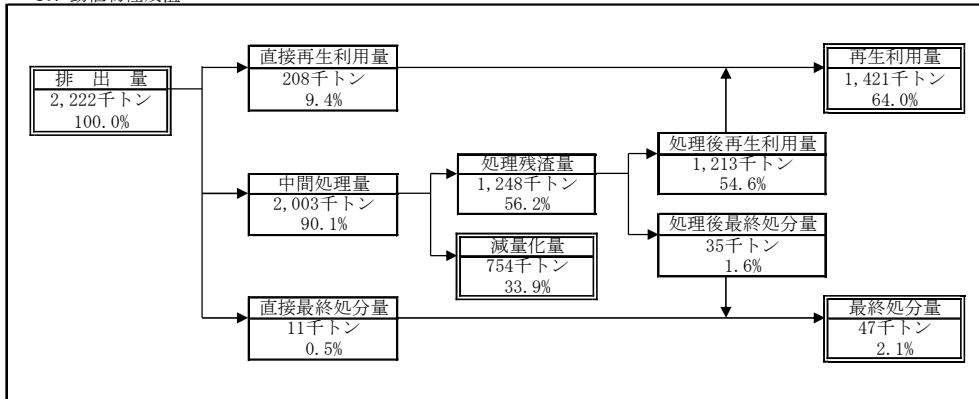 排 出 量
2,222千トン
100.0%
直接再生利用量
208千トン
9.4%
中間処理量
2,003千トン
90.1%
直接最終処分量
11千トン
0.5%
処理残渣量
1,248千トン
56.2%
減量化量
754千トン
33.9%
処理後再生利用量
1,213千トン
54.6%
処理後最終処分量
35千トン
1.6%
再生利用量
1,421千トン
64.0%
最終処分量
47千トン
2.1%